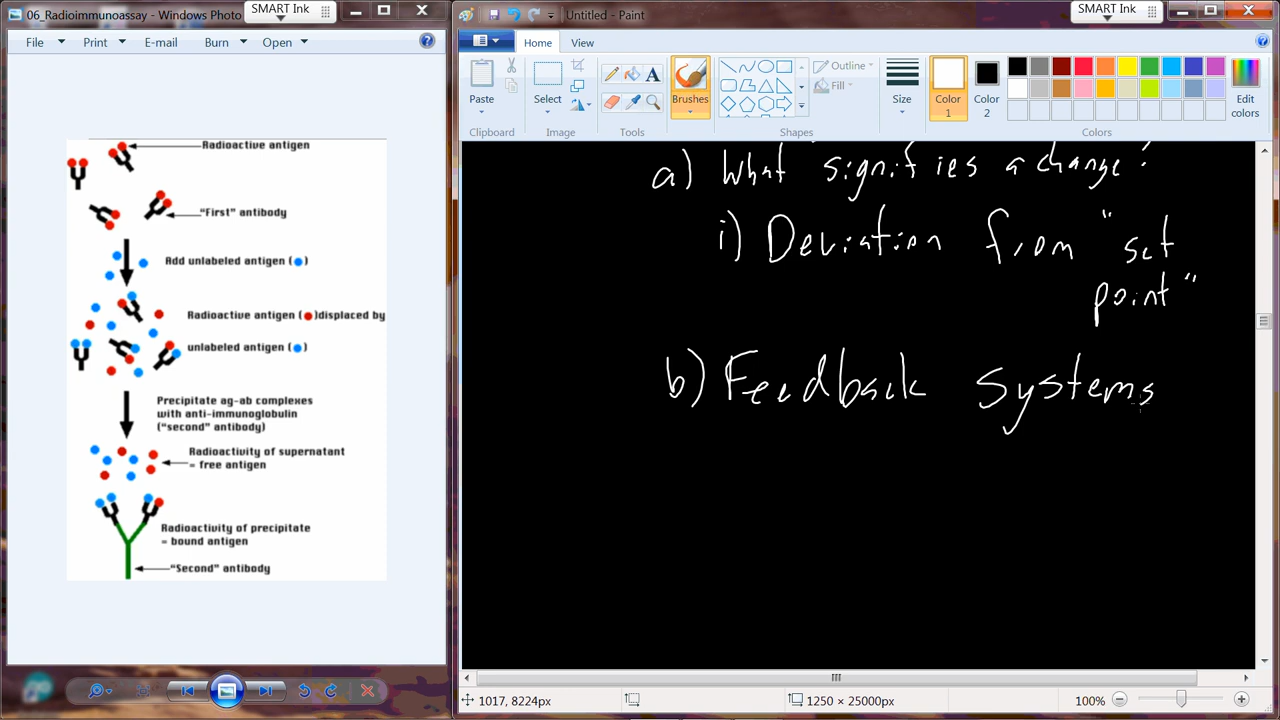 06_Radioimmunoassay - Windows Photo
SMART Ink
File
Print
E-mail
Burn
Open
Radioactive antigen
"First" antibody
Add unlabeled antigen ( )
Radioactive antigen ( )displaced by
unlabeled antigen ( )
Precipitate ag-ab complexes
with anti-immunoglobulin
("second" antibody)
Radioactivity of supernatant
= free antigen
Radioactivity of precipitate
= bound antigen
"Second" antibody
Untitled - Paint
SMART Ink
Home
View
Paste
Select
Brushes
Outline
Fill
Size
Color
1
Color
2
Edit
colors
Clipboard
Image
Tools
Shapes
Colors
a) What signifies a change?
i) Deviation from "set
point"
b) Feedback systems
1017, 8224px
1250 × 25000px
100%